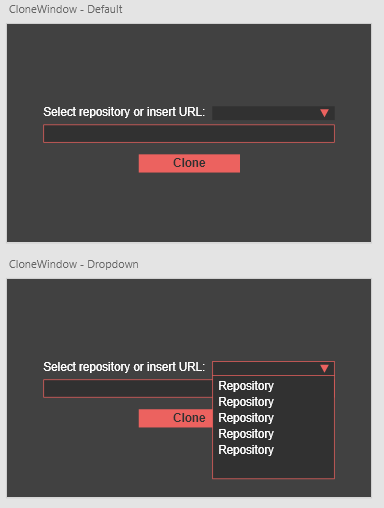 CloneWindow - Default
Select repository or insert URL:
Clone
CloneWindow - Dropdown
Select repository or insert URL:
Clone
Repository
Repository
Repository
Repository
Repository